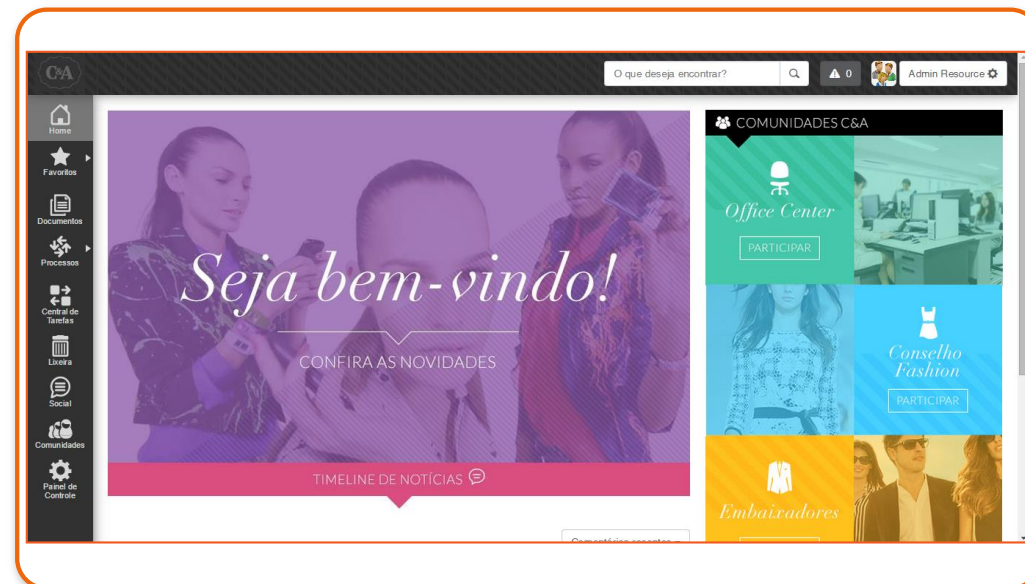 C&A
O que deseja encontrar?
0
Admin Resource
Home
Favoritos
Documentos
Processos
Central de
Tarefas
Lixeira
Social
Comunidades
Painel de
Controle
Seja bem-vindo!
CONFIRA AS NOVIDADES
TIMELINE DE NOTÍCIAS
COMUNIDADES C&A
Office Center
PARTICIPAR
Conselho
Fashion
PARTICIPAR
Embaixadores